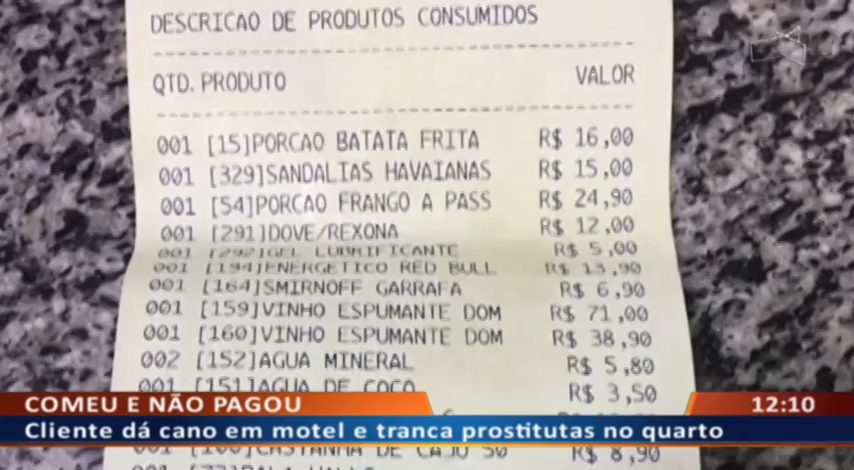 DESCRICAO DE PRODUTOS CONSUMIDOS
QTD. PRODUTO VALOR
001 [15]PORCAO BATATA FRITA R$ 16,00
001 [329]SANDALIAS HAVAIANAS R$ 15,00
001 [54]PORCAO FRANGO A PASS R$ 24,90
001 [291]DOVE/REXONA R$ 12,00
001 [292]GEL LUBRIFICANTE R$ 5,00
001 [194]ENERGETICO RED BULL R$ 13,90
001 [164]SMIRNOFF GARRAFA R$ 6,90
001 [159]VINHO ESPUMANTE DOM R$ 71,00
001 [160]VINHO ESPUMANTE DOM R$ 38,90
002 [152]AGUA MINERAL R$ 5,80
001 [151]AGUA DE COCO R$ 3,50
COMEU E NÃO PAGOU 12:10
Cliente dá cano em motel e tranca prostitutas no quarto
DE CAJU 50 R$ 8,90